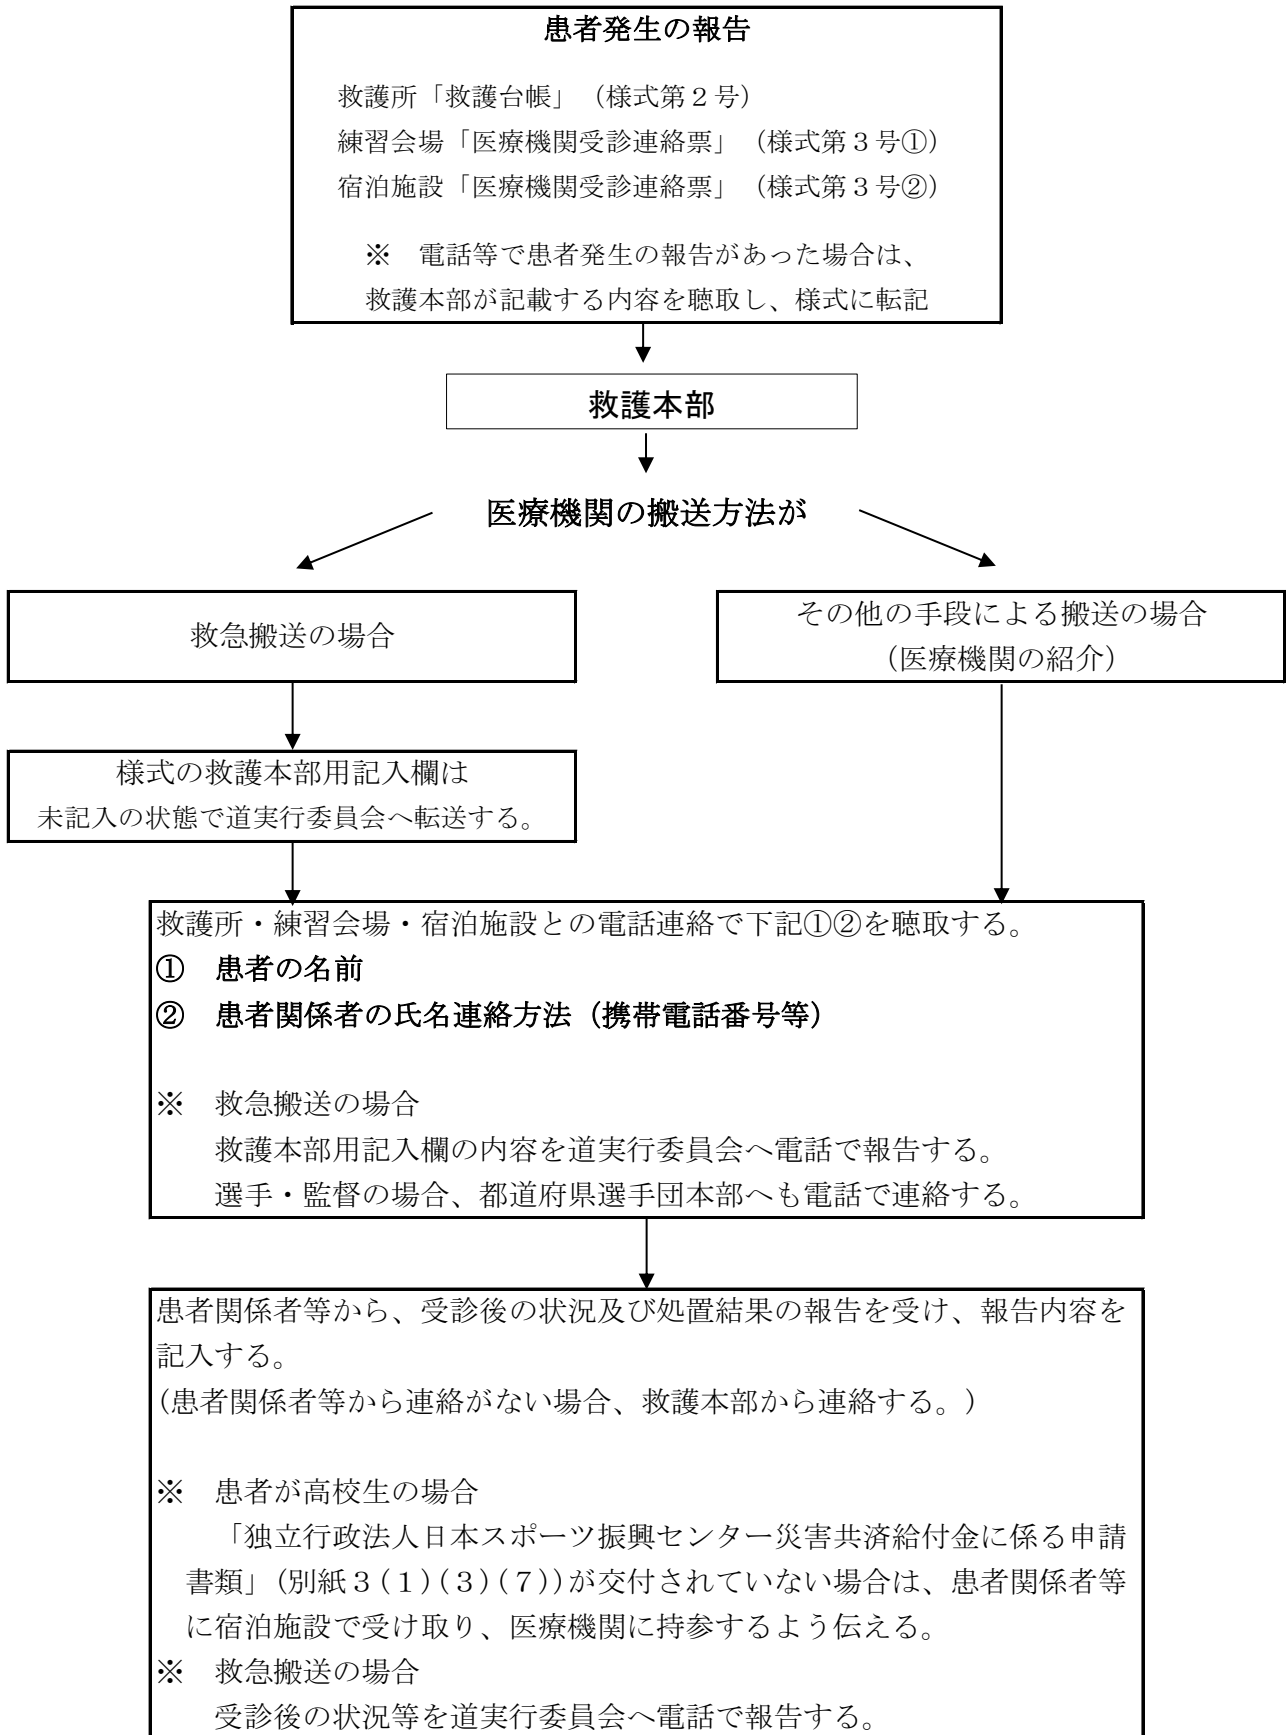 患者発生の報告
救護所「救護台帳」（様式第２号）
練習会場「医療機関受診連絡票」（様式第３号①）
宿泊施設「医療機関受診連絡票」（様式第３号②）
※　電話等で患者発生の報告があった場合は、
救護本部が記載する内容を聴取し、様式に転記
救護本部
医療機関の搬送方法が
救急搬送の場合
その他の手段による搬送の場合
（医療機関の紹介）
様式の救護本部用記入欄は
未記入の状態で道実行委員会へ転送する。
救護所・練習会場・宿泊施設との電話連絡で下記①②を聴取する。
①　患者の名前
②　患者関係者の氏名連絡方法（携帯電話番号等）
※　救急搬送の場合
救護本部用記入欄の内容を道実行委員会へ電話で報告する。
選手・監督の場合、都道府県選手団本部へも電話で連絡する。
患者関係者等から、受診後の状況及び処置結果の報告を受け、報告内容を
記入する。
(患者関係者等から連絡がない場合、救護本部から連絡する。)
※　患者が高校生の場合
「独立行政法人日本スポーツ振興センター災害共済給付金に係る申請
書類」(別紙３(１)(３)(７))が交付されていない場合は、患者関係者等
に宿泊施設で受け取り、医療機関に持参するよう伝える。
※　救急搬送の場合
受診後の状況等を道実行委員会へ電話で報告する。